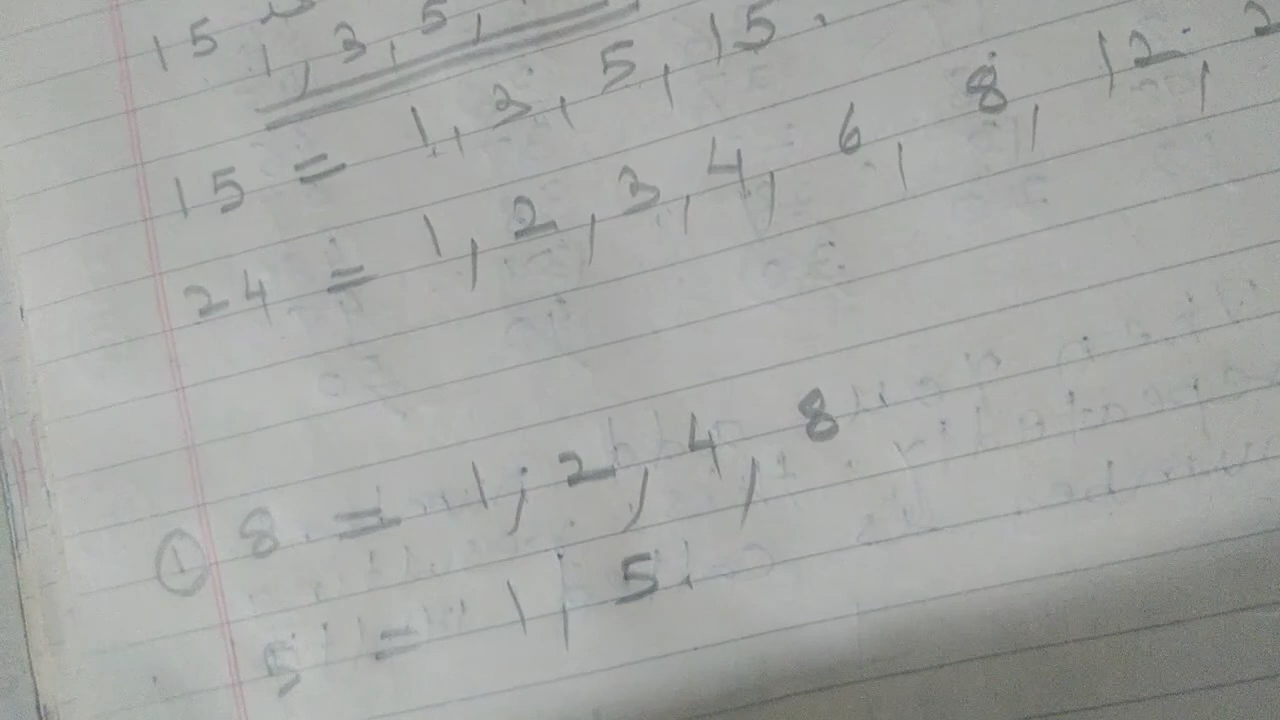 15
1, 3, 5,
15 = 1, 3, 5, 15.
24 = 1, 2, 3, 4, 6, 8, 12, 2
① 8 = 1, 2, 4, 8
5 = 1, 5